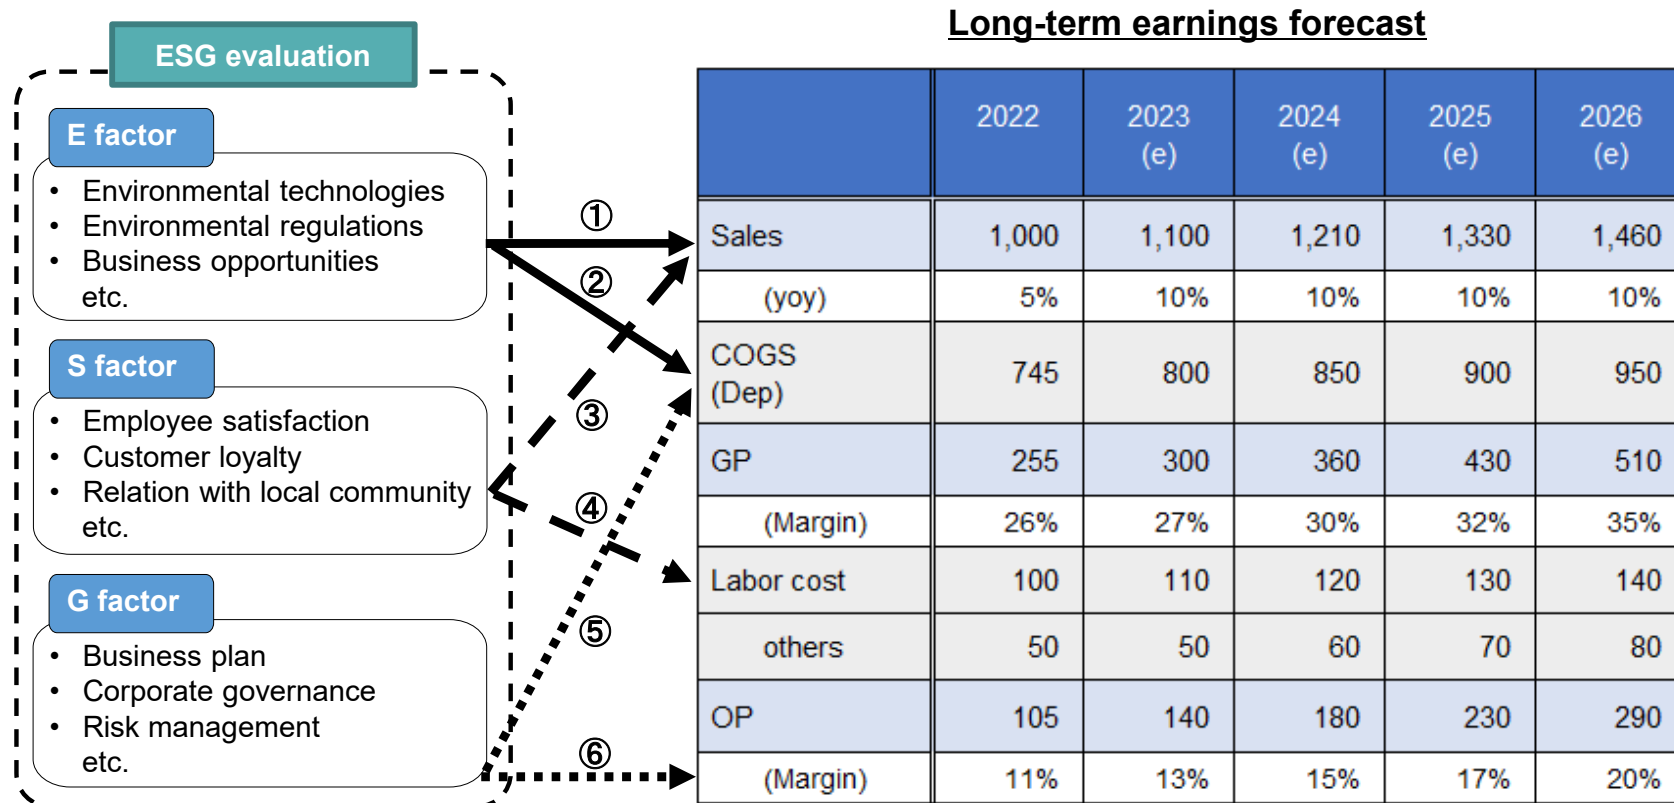 Long-term earnings forecast
ESG evaluation
E factor
• Environmental technologies
• Environmental regulations
• Business opportunities
etc.
S factor
• Employee satisfaction
• Customer loyalty
• Relation with local community
etc.
G factor
• Business plan
• Corporate governance
• Risk management
etc.
①
②
③
④
⑤
⑥
2022 2023 (e) 2024 (e) 2025 (e) 2026 (e)
Sales 1,000 1,100 1,210 1,330 1,460
(yoy) 5% 10% 10% 10% 10%
COGS (Dep) 745 800 850 900 950
GP 255 300 360 430 510
(Margin) 26% 27% 30% 32% 35%
Labor cost 100 110 120 130 140
others 50 50 60 70 80
OP 105 140 180 230 290
(Margin) 11% 13% 15% 17% 20%